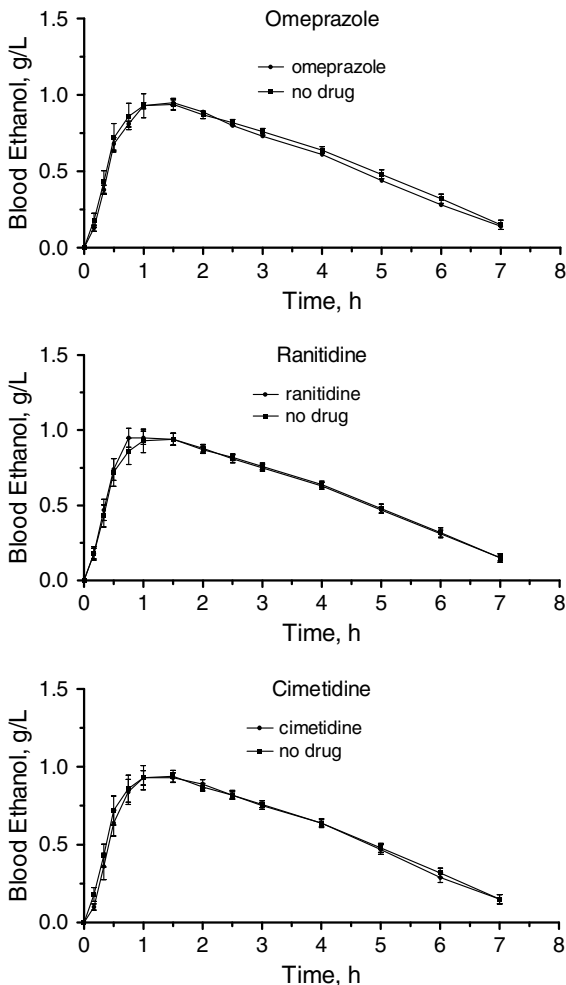 Omeprazole
1.5
omeprazole
no drug
1.0
Blood Ethanol, g/L
0.5
0.0
0 1 2 3 4 5 6 7 8
Time, h
Ranitidine
1.5
ranitidine
no drug
1.0
Blood Ethanol, g/L
0.5
0.0
0 1 2 3 4 5 6 7 8
Time, h
Cimetidine
1.5
cimetidine
no drug
1.0
Blood Ethanol, g/L
0.5
0.0
0 1 2 3 4 5 6 7 8
Time, h